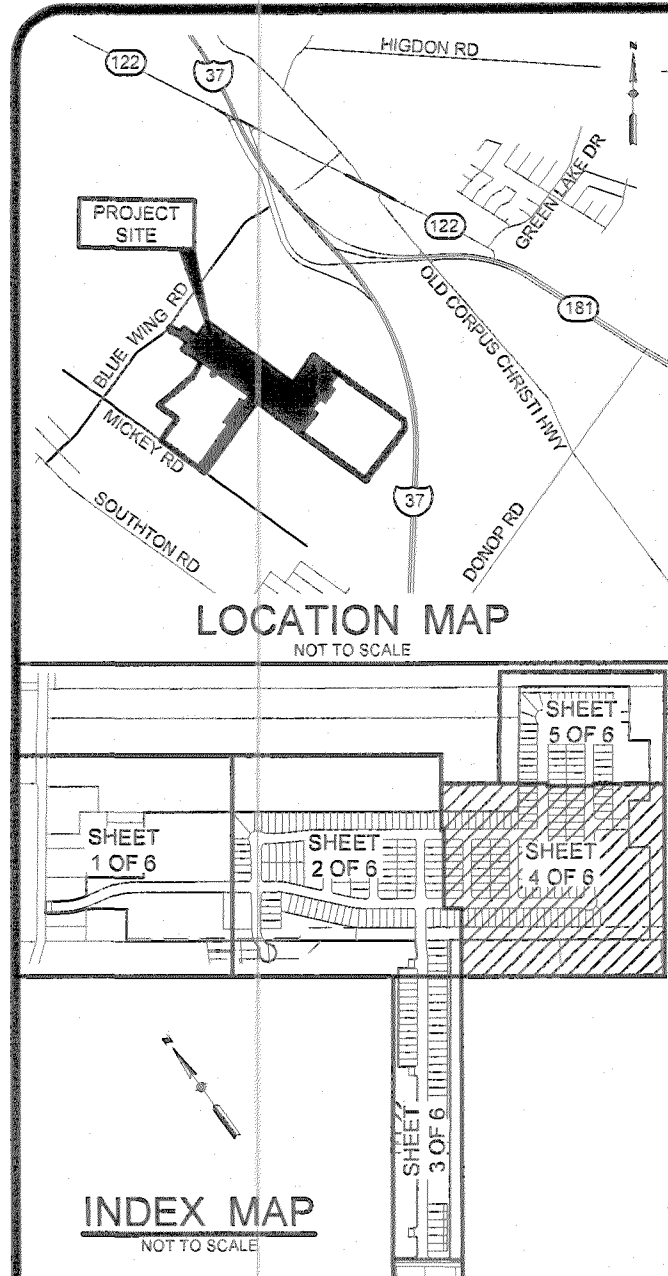 HIGDON RD
N
122
37
GREEN LAKE DR
PROJECT
SITE
122
BLUE WING RD
OLD CORPUS CHRISTI HWY
181
MICKEY RD
37
SOUTHTON RD
DONOP RD
LOCATION MAP
NOT TO SCALE
SHEET
5 OF 6
SHEET
1 OF 6
SHEET
2 OF 6
SHEET
4 OF 6
N
SHEET
3 OF 6
INDEX MAP
NOT TO SCALE